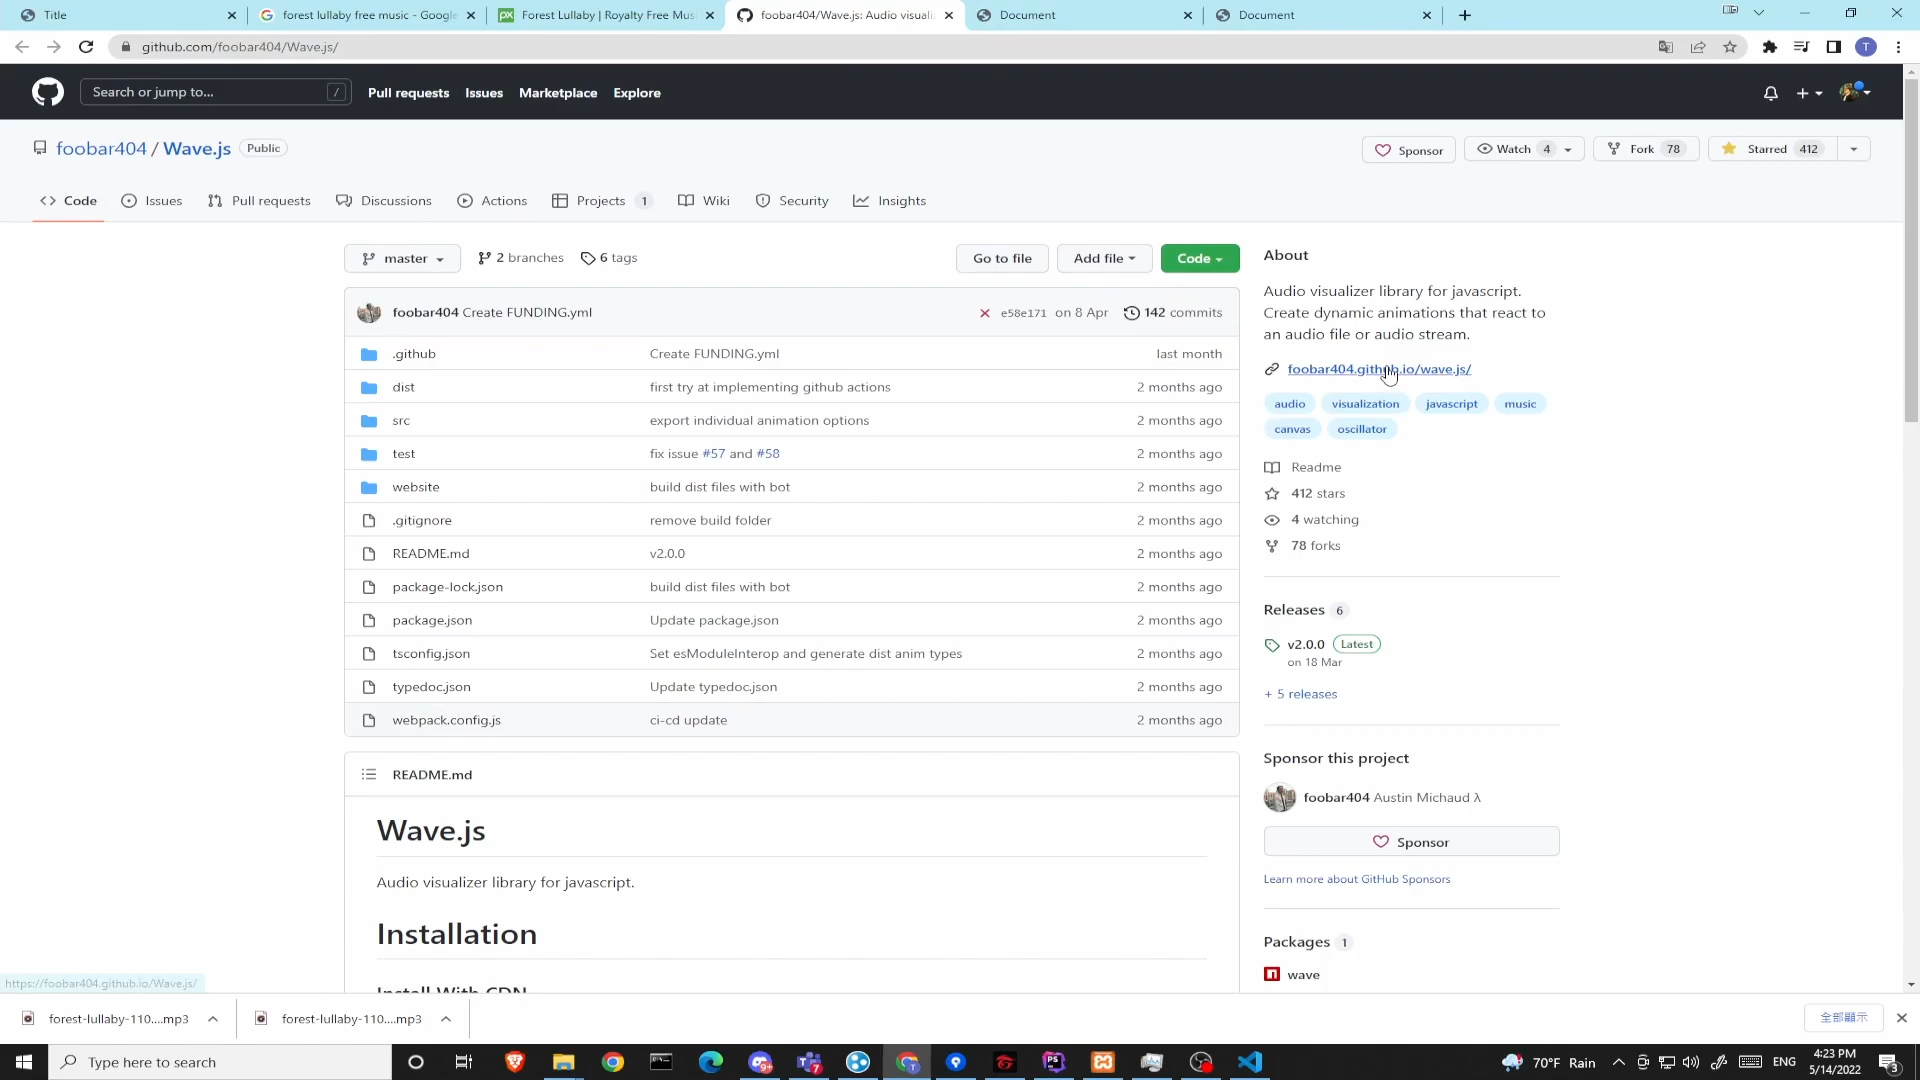 Title
forest lullaby free music - Google
Forest Lullaby | Royalty Free Mus
foobar404/Wave.js: Audio visuali
Document
Document
github.com/foobar404/Wave.js/
T
Search or jump to...
/
Pull requests
Issues
Marketplace
Explore
foobar404 / Wave.js
Public
Sponsor
Watch 4
Fork 78
Starred 412
Code
Issues
Pull requests
Discussions
Actions
Projects 1
Wiki
Security
Insights
master
2 branches
6 tags
Go to file
Add file
Code
foobar404 Create FUNDING.yml
e58e171 on 8 Apr
142 commits
.github Create FUNDING.yml last month
dist first try at implementing github actions 2 months ago
src export individual animation options 2 months ago
test fix issue #57 and #58 2 months ago
website build dist files with bot 2 months ago
.gitignore remove build folder 2 months ago
README.md v2.0.0 2 months ago
package-lock.json build dist files with bot 2 months ago
package.json Update package.json 2 months ago
tsconfig.json Set esModuleInterop and generate dist anim types 2 months ago
typedoc.json Update typedoc.json 2 months ago
webpack.config.js ci-cd update 2 months ago
README.md
Wave.js
Audio visualizer library for javascript.
Installation
Install With CDN
About
Audio visualizer library for javascript.
Create dynamic animations that react to
an audio file or audio stream.
foobar404.github.io/wave.js/
audio visualization javascript music
canvas oscillator
Readme
412 stars
4 watching
78 forks
Releases 6
v2.0.0 Latest
on 18 Mar
+ 5 releases
Sponsor this project
foobar404 Austin Michaud λ
Sponsor
Learn more about GitHub Sponsors
Packages 1
wave
https://foobar404.github.io/Wave.js/
forest-lullaby-110....mp3
forest-lullaby-110....mp3
全部顯示
Type here to search
9+
7
PS
70°F Rain
ENG
4:23 PM
5/14/2022
3